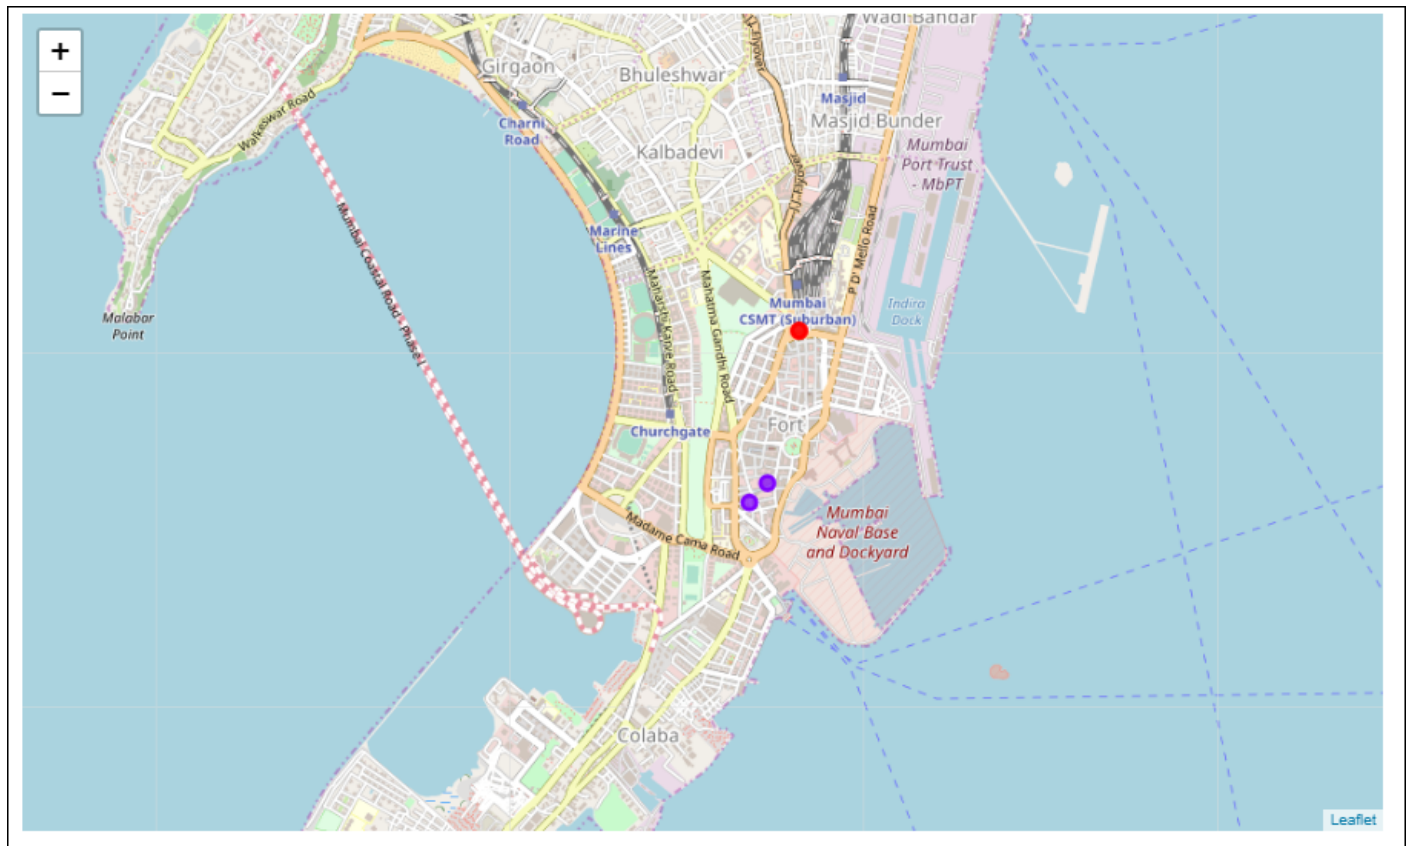 +
−
Wadi Bandar
J.J. Flyover
Girgaon
Bhuleshwar
Masjid
Walkeshwar Road
Charni
Road
Masjid Bunder
Kalbadevi
Mumbai
Port Trust
- MbPT
J.J. Flyover
Mumbai Coastal Road - Phase I
Marine
Lines
P D' Mello Road
Maharshi Karve Road
Mahatma Gandhi Road
Mumbai
CSMT (Suburban)
Indira
Dock
Malabar
Point
Churchgate
Fort
Mumbai
Naval Base
and Dockyard
Madame Cama Road
Colaba
Leaflet